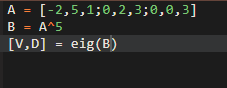 A = [-2,5,1;0,2,3;0,0,3]
B = A^5
[V,D] = eig(B)